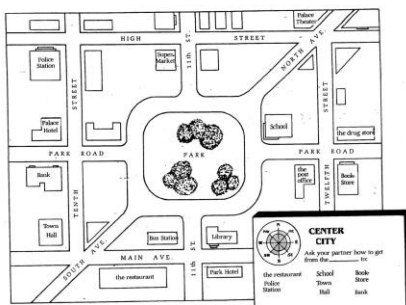 Palace
Theater
HIGH STREET
11th ST.
NORTH AVE.
Police
Station
Super-
Market
STREET
STREET
Palace
Hotel
School
the drug store
PARK ROAD
PARK
PARK ROAD
Bank
the
post
office
Book
Store
TENTH
TWELFTH
Town
Hall
Bus Station
Library
SOUTH AVE.
MAIN AVE.
11th ST.
the restaurant
Park Hotel
CENTER
CITY
Ask your partner how to get
from the ______ to:
the restaurant School Book
Police Town Store
Station Hall Bank